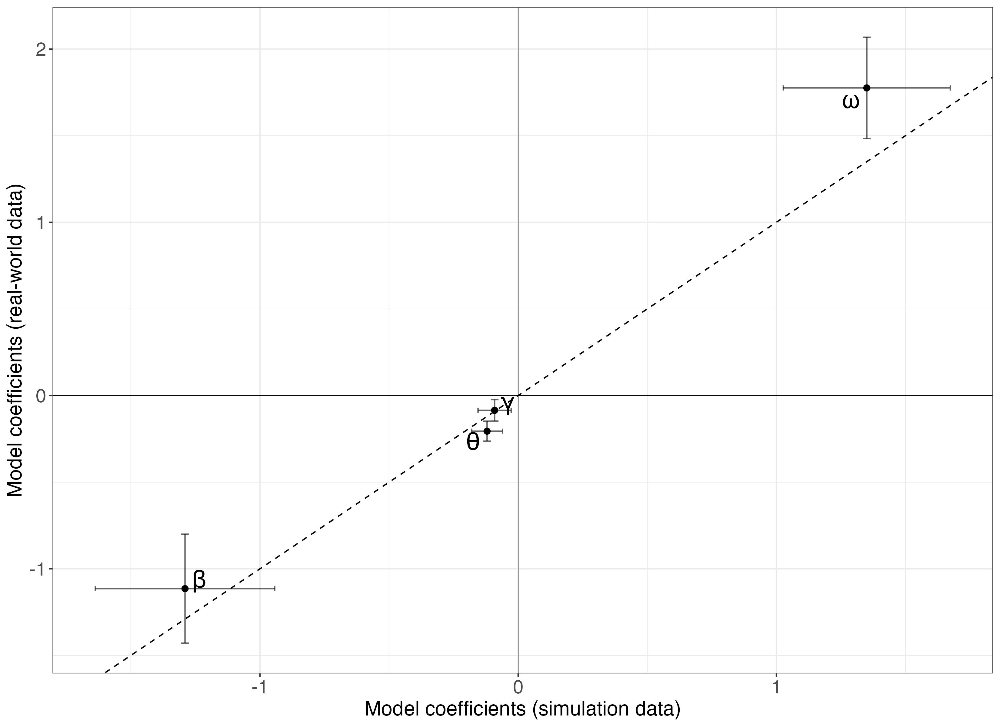 Model coefficients (real-world data)
2
1
0
-1
ω
γ
θ
β
-1
0
1
Model coefficients (simulation data)